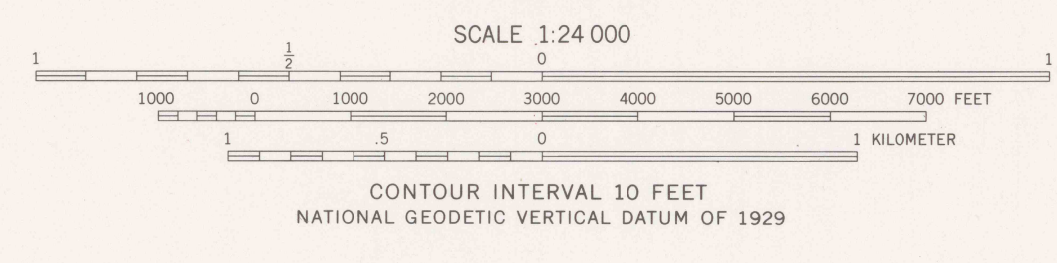 SCALE 1:24 000
1 1/2 0 1
1000 0 1000 2000 3000 4000 5000 6000 7000 FEET
1 .5 0 1 KILOMETER
CONTOUR INTERVAL 10 FEET
NATIONAL GEODETIC VERTICAL DATUM OF 1929